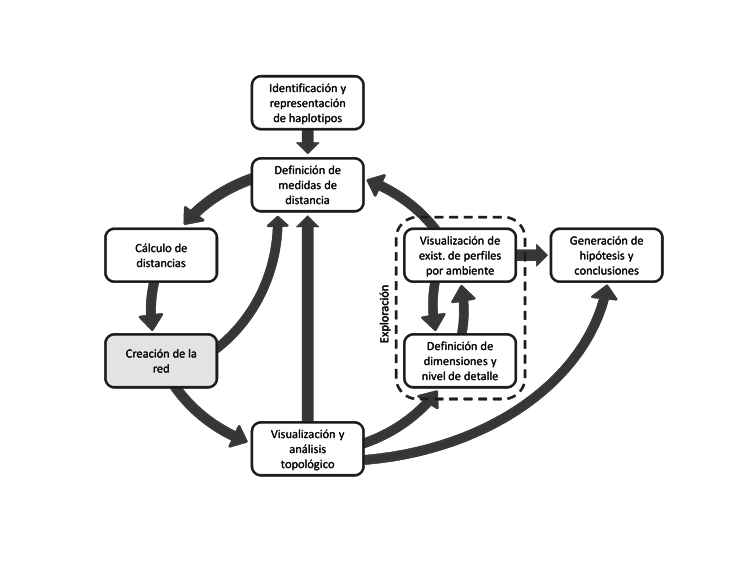 Identificación y
representación
de haplotipos
Definición de
medidas de
distancia
Cálculo de
distancias
Visualización de
exist. de perfiles
por ambiente
Generación de
hipótesis y
conclusiones
Exploración
Creación de la
red
Definición de
dimensiones y
nivel de detalle
Visualización y
análisis
topológico